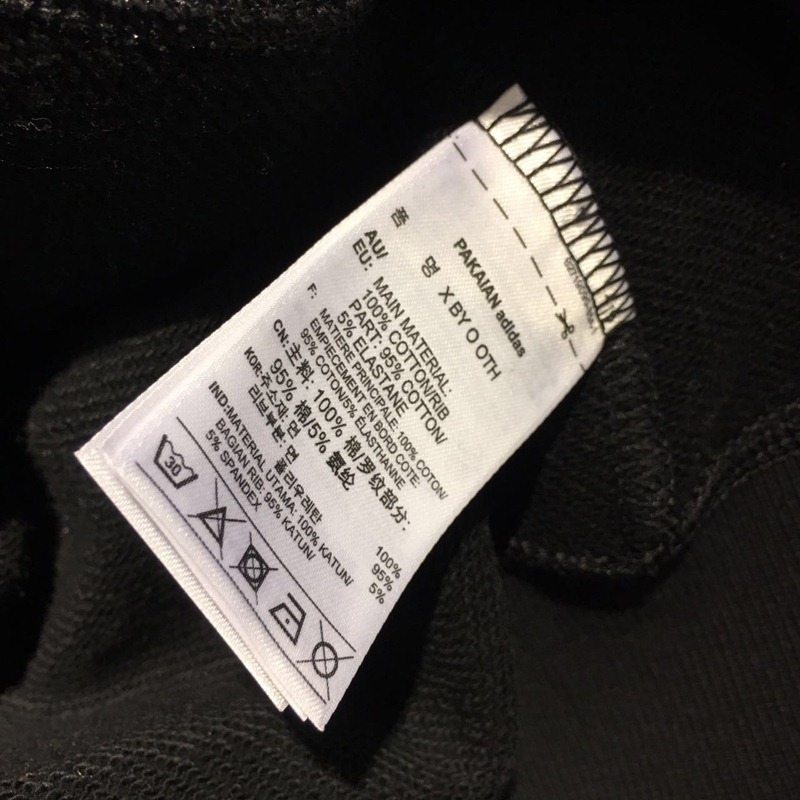 PAKAIAN adidas
품 명 X BY O OTH
AU/
EU: MAIN MATERIAL:
100% COTTON/RIB
PART: 95% COTTON/
5% ELASTANE
F: MATIERE PRINCIPALE: 100% COTON/
EMPIECEMENT EN BORD COTE:
95% COTON/5% ELASTHANNE
CN: 主料: 100% 棉/罗纹部分:
95% 棉/5% 氨纶
KOR: 주소재: 면 100%
리브부분: 면 95%
폴리우레탄 5%
IND: MATERIAL UTAMA: 100% KATUN/
BAGIAN RIB: 95% KATUN/
5% SPANDEX
30